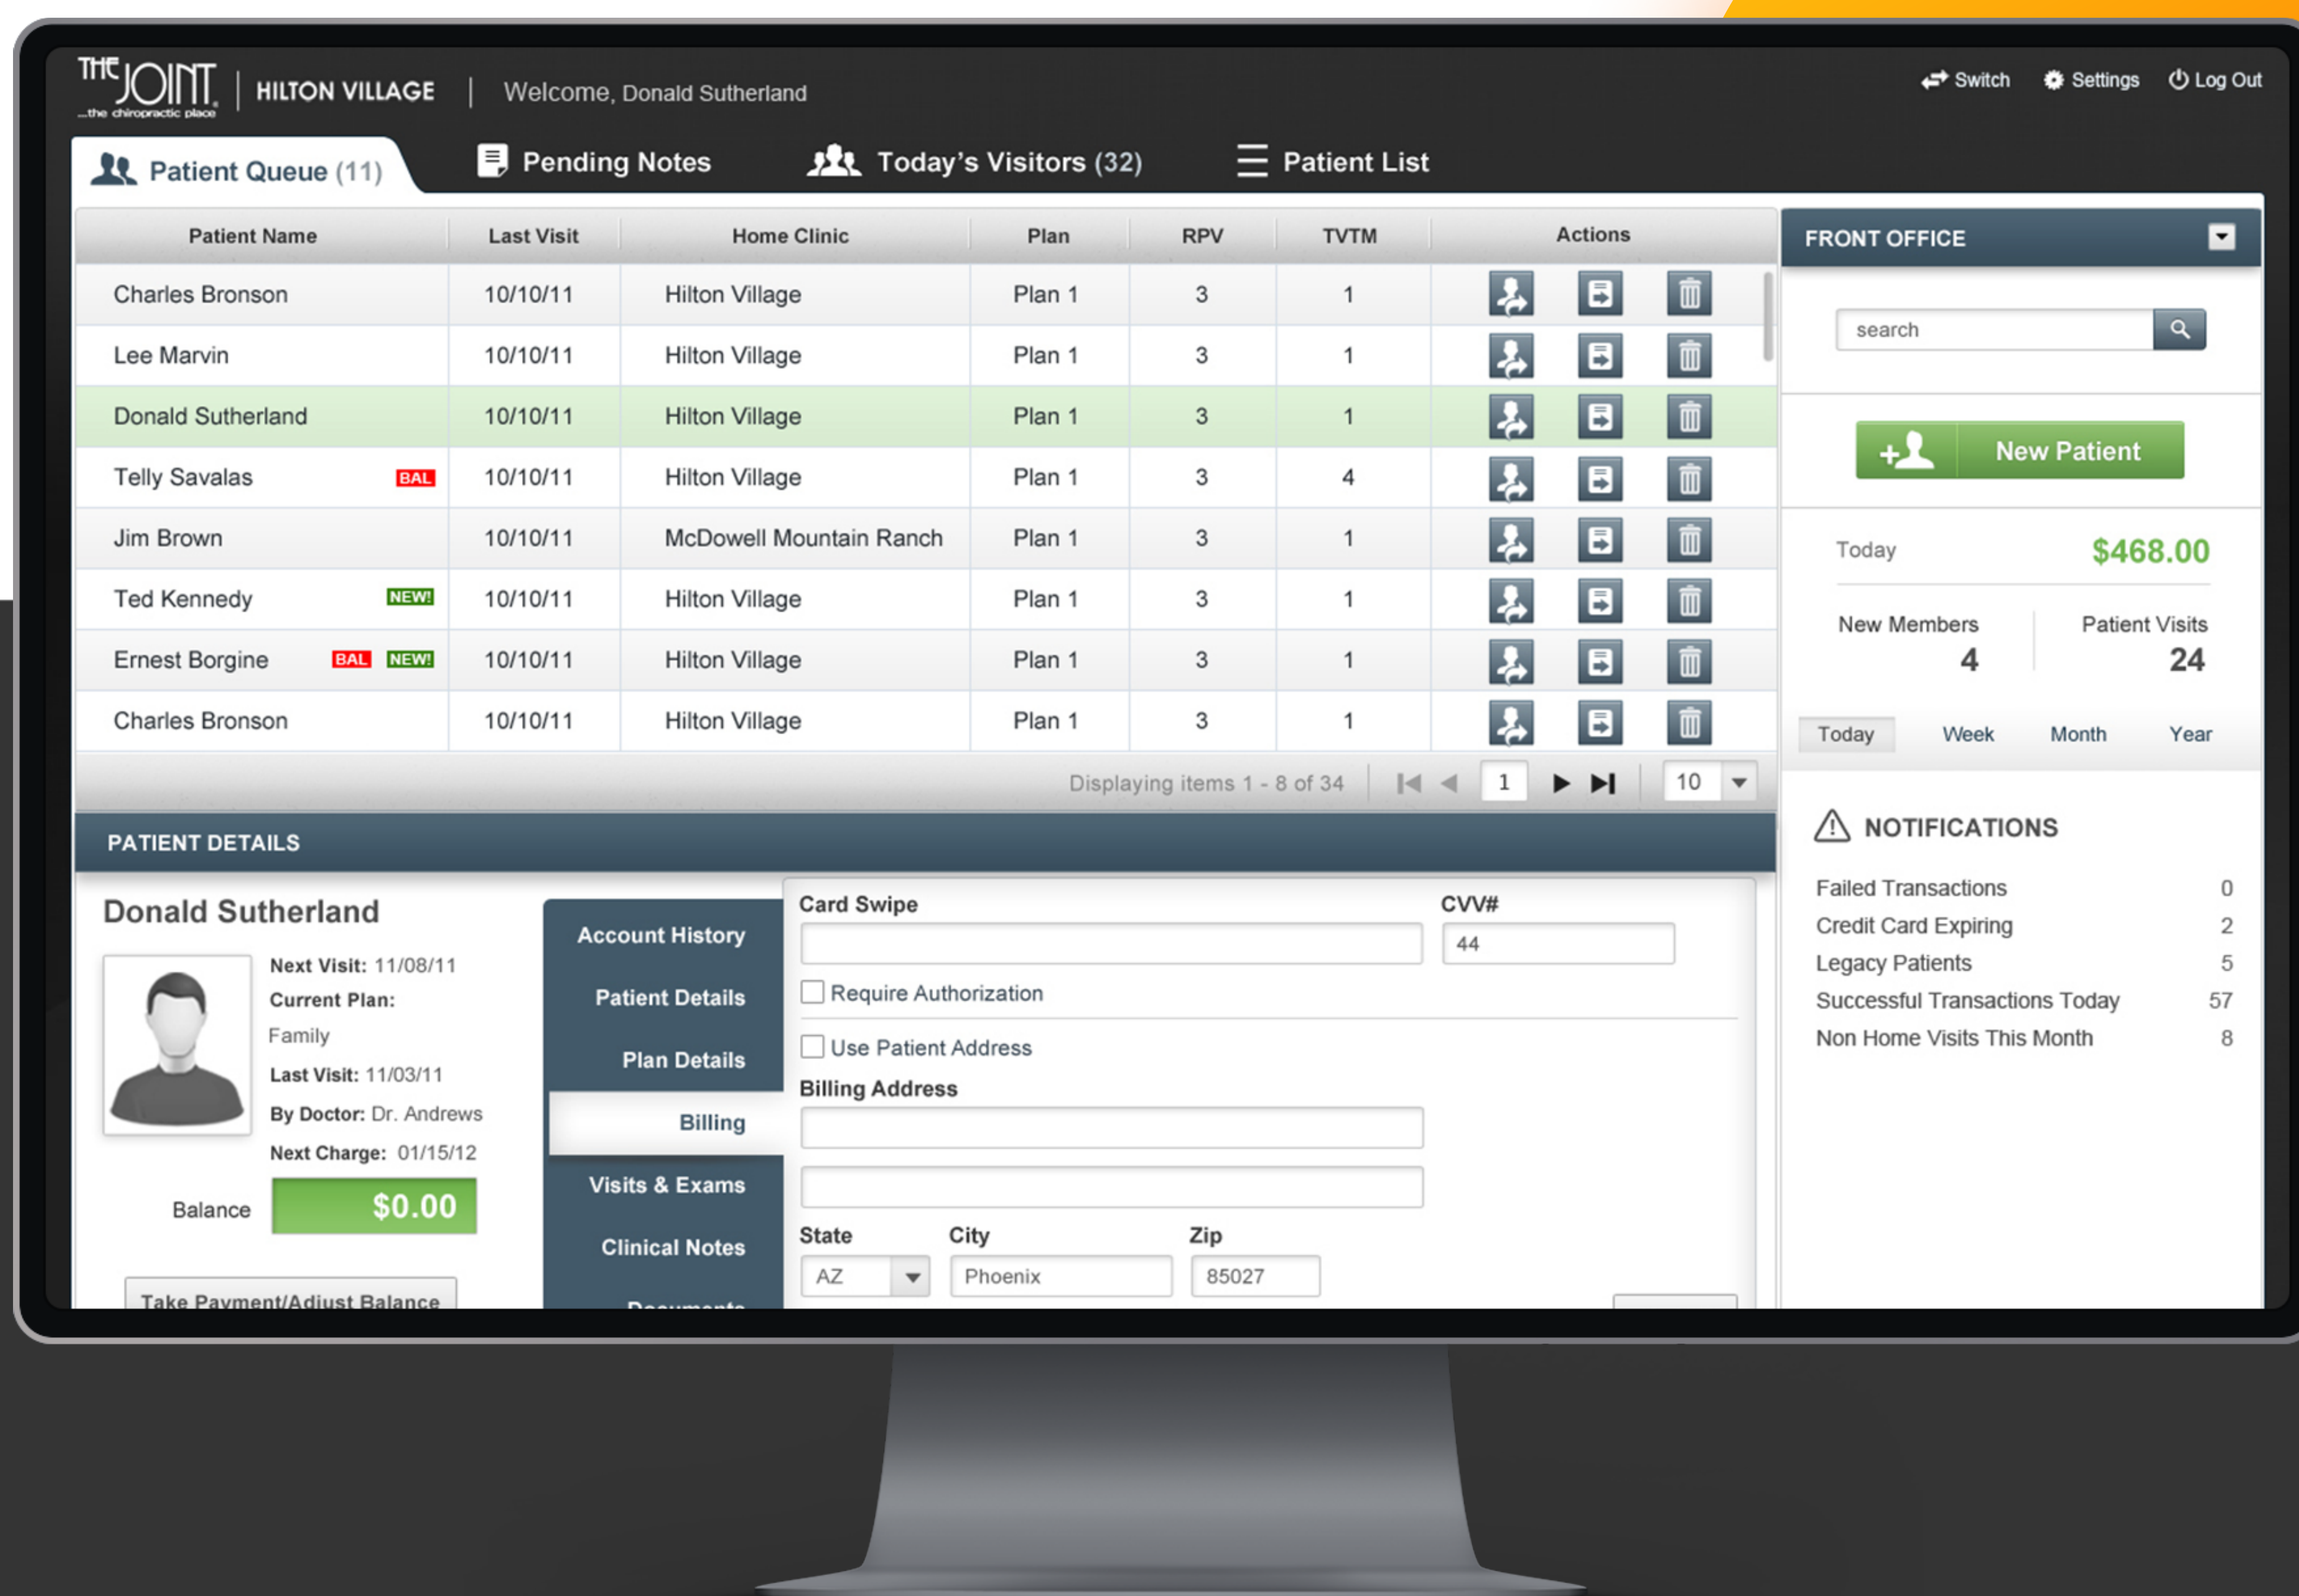 THE JOINT
...the chiropractic place
HILTON VILLAGE
Welcome, Donald Sutherland
Switch Settings Log Out
Patient Queue (11) Pending Notes Today's Visitors (32) Patient List
Patient Name Last Visit Home Clinic Plan RPV TVTM Actions
Charles Bronson 10/10/11 Hilton Village Plan 1 3 1
Lee Marvin 10/10/11 Hilton Village Plan 1 3 1
Donald Sutherland 10/10/11 Hilton Village Plan 1 3 1
Telly Savalas BAL 10/10/11 Hilton Village Plan 1 3 4
Jim Brown 10/10/11 McDowell Mountain Ranch Plan 1 3 1
Ted Kennedy NEW! 10/10/11 Hilton Village Plan 1 3 1
Ernest Borgine BAL NEW! 10/10/11 Hilton Village Plan 1 3 1
Charles Bronson 10/10/11 Hilton Village Plan 1 3 1
Displaying items 1 - 8 of 34 1 10
FRONT OFFICE
search
New Patient
Today $468.00
New Members Patient Visits
4 24
Today Week Month Year
NOTIFICATIONS
Failed Transactions 0
Credit Card Expiring 2
Legacy Patients 5
Successful Transactions Today 57
Non Home Visits This Month 8
PATIENT DETAILS
Donald Sutherland
Next Visit: 11/08/11
Current Plan:
Family
Last Visit: 11/03/11
By Doctor: Dr. Andrews
Next Charge: 01/15/12
Balance $0.00
Take Payment/Adjust Balance
Account History
Patient Details
Plan Details
Billing
Visits & Exams
Clinical Notes
Documents
Card Swipe CVV#
44
Require Authorization
Use Patient Address
Billing Address
State City Zip
AZ Phoenix 85027